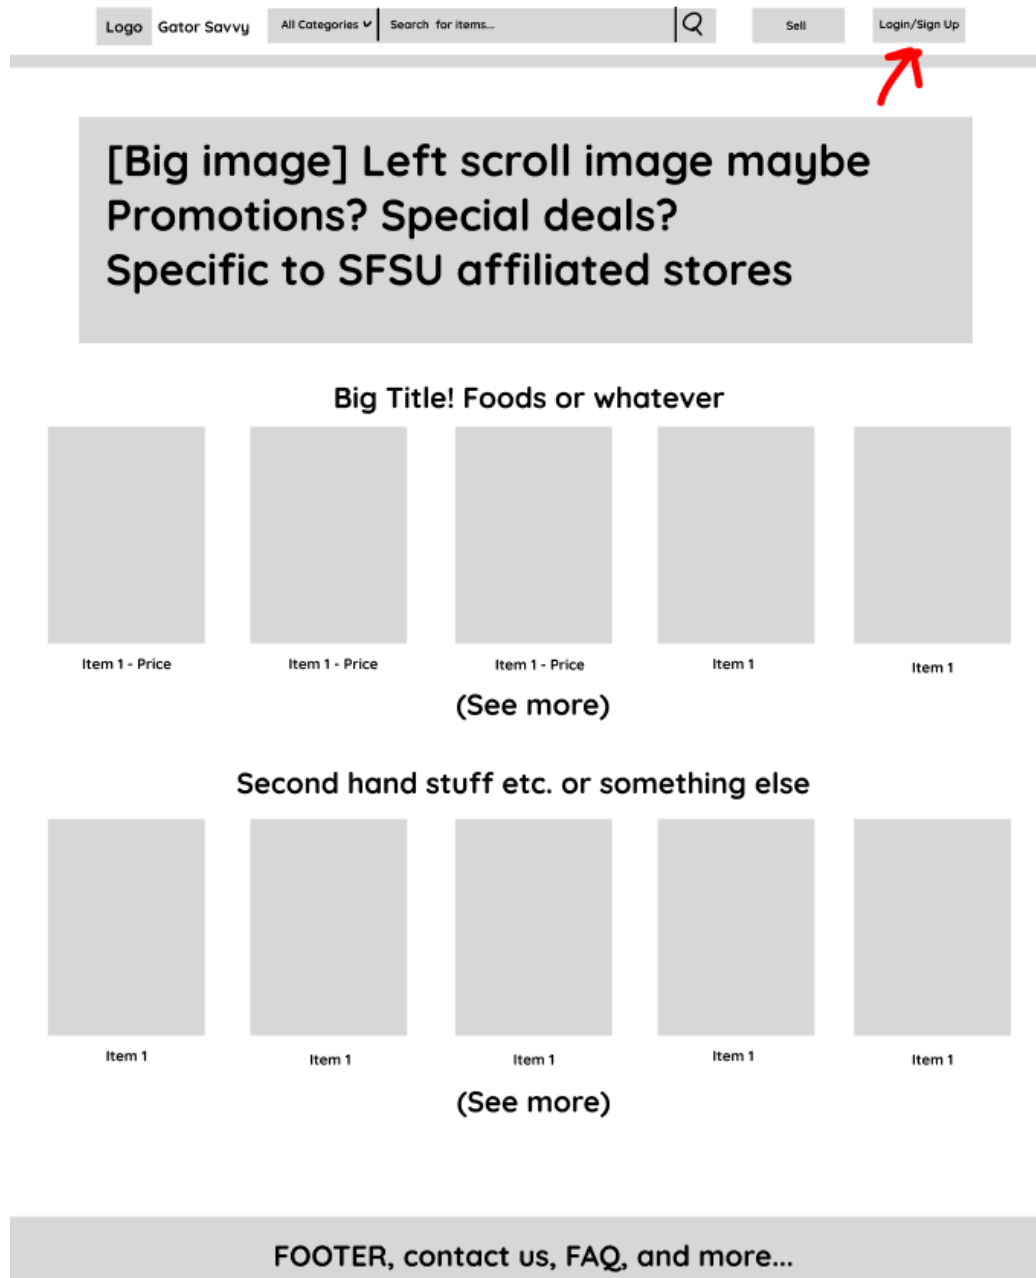 Logo Gator Savvy All Categories Search for items... Sell Login/Sign Up
[Big image] Left scroll image maybe
Promotions? Special deals?
Specific to SFSU affiliated stores
Big Title! Foods or whatever
Item 1 - Price Item 1 - Price Item 1 - Price Item 1 Item 1
(See more)
Second hand stuff etc. or something else
Item 1 Item 1 Item 1 Item 1 Item 1
(See more)
FOOTER, contact us, FAQ, and more...